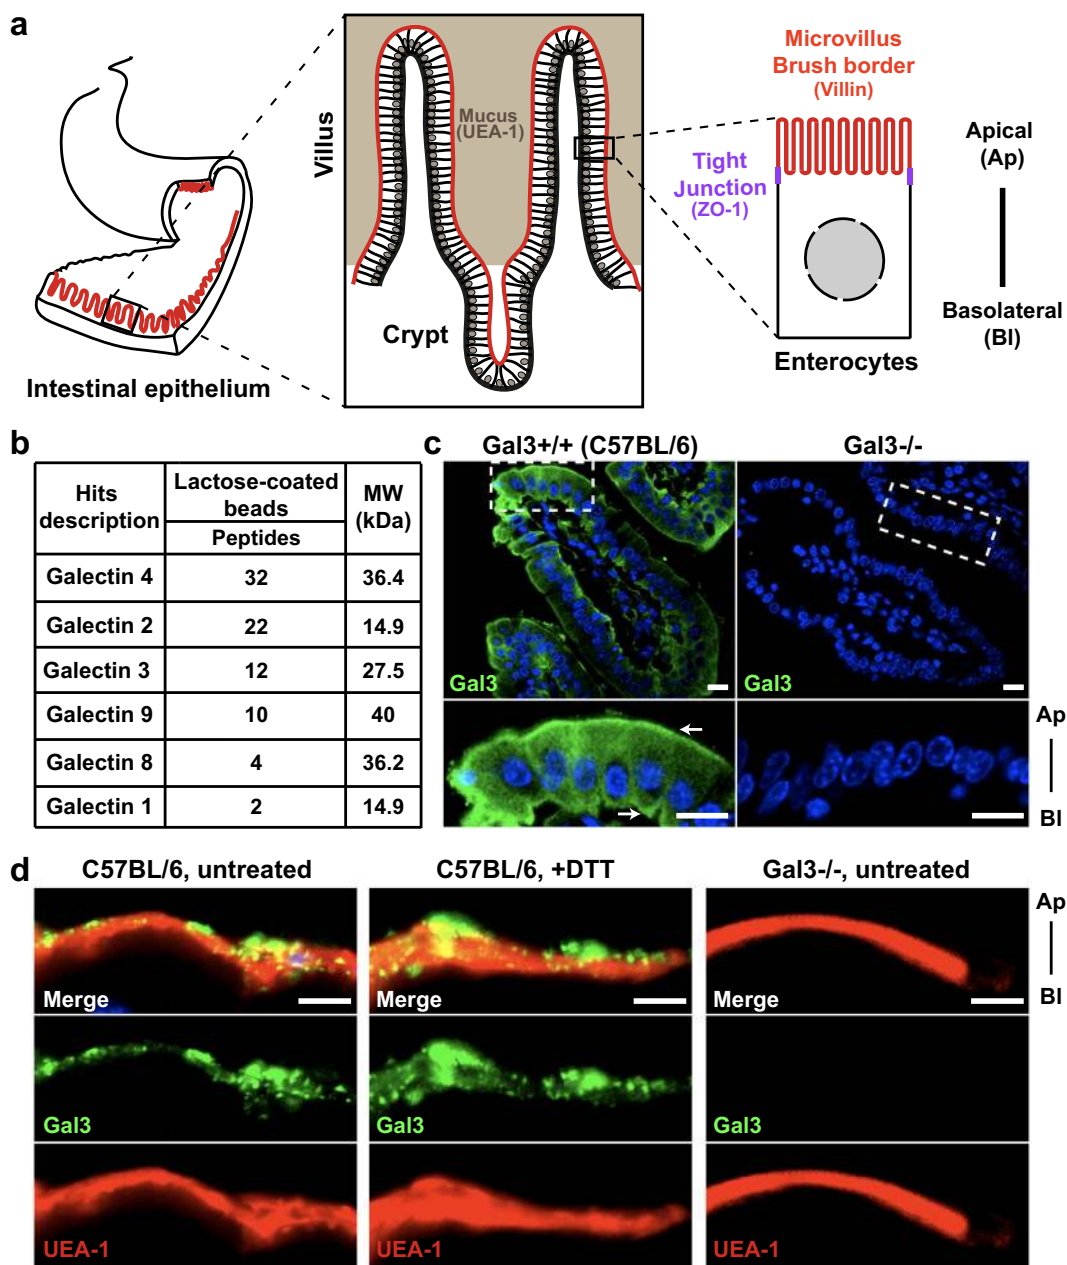 a
Villus
Mucus
(UEA-1)
Crypt
Intestinal epithelium
Microvillus
Brush border
(Villin)
Tight
Junction
(ZO-1)
Enterocytes
Apical
(Ap)
Basolateral
(Bl)
b
Hits description | Lactose-coated beads | MW (kDa)
Peptides
Galectin 4 32 36.4
Galectin 2 22 14.9
Galectin 3 12 27.5
Galectin 9 10 40
Galectin 8 4 36.2
Galectin 1 2 14.9
c
Gal3+/+ (C57BL/6)
Gal3-/-
Gal3
Gal3
Ap
Bl
d
C57BL/6, untreated
C57BL/6, +DTT
Gal3-/-, untreated
Merge
Merge
Merge
Ap
Bl
Gal3
Gal3
Gal3
UEA-1
UEA-1
UEA-1